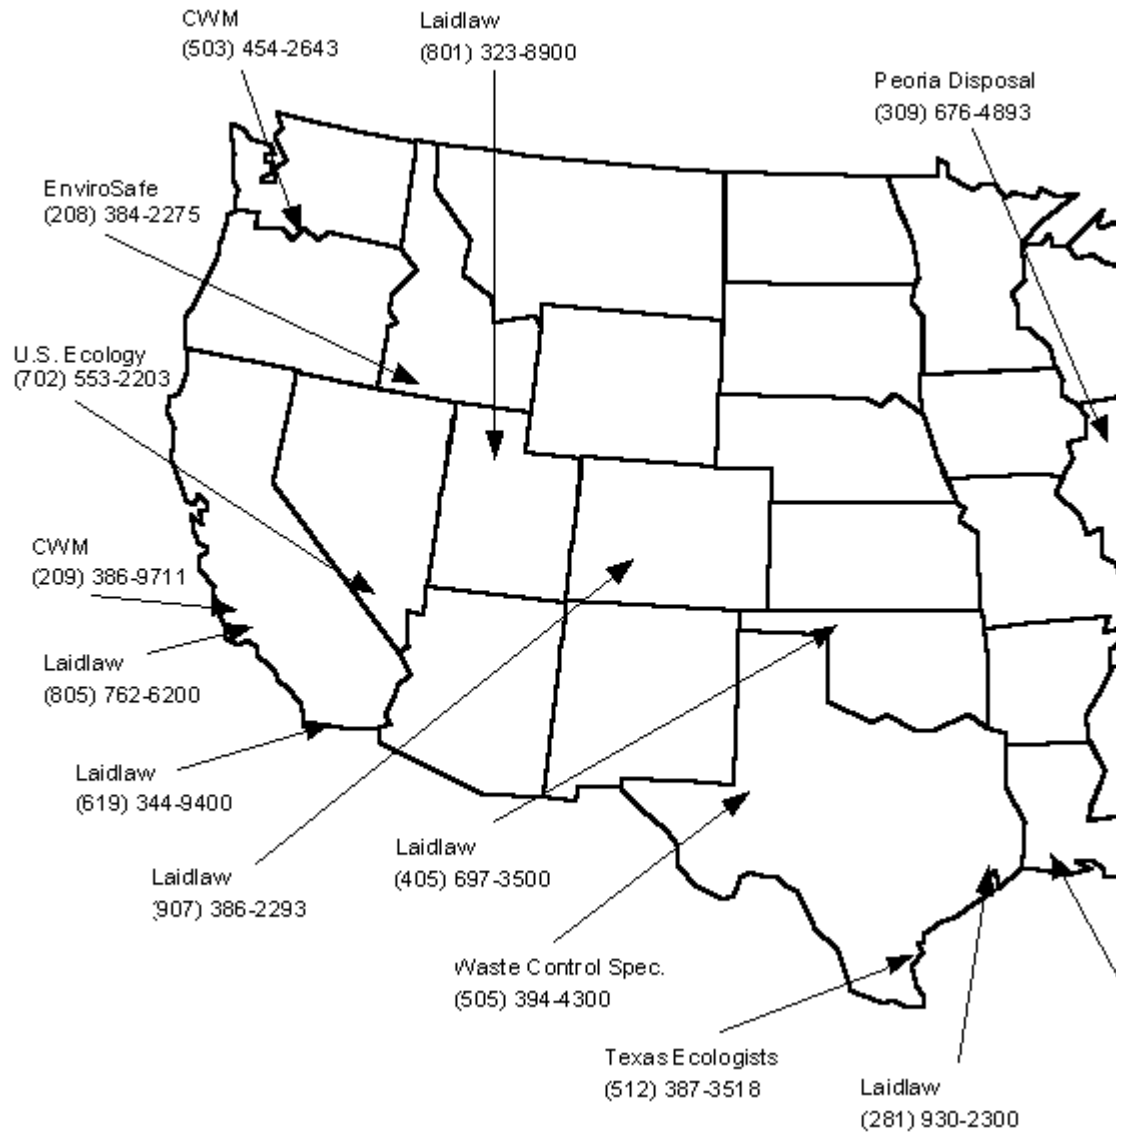 CWM
(503) 454-2643
Laidlaw
(801) 323-8900
Peoria Disposal
(309) 676-4893
EnviroSafe
(208) 384-2275
U.S. Ecology
(702) 553-2203
CWM
(209) 386-9711
Laidlaw
(805) 762-6200
Laidlaw
(619) 344-9400
Laidlaw
(907) 386-2293
Laidlaw
(405) 697-3500
Waste Control Spec.
(505) 394-4300
Texas Ecologists
(512) 387-3518
Laidlaw
(281) 930-2300